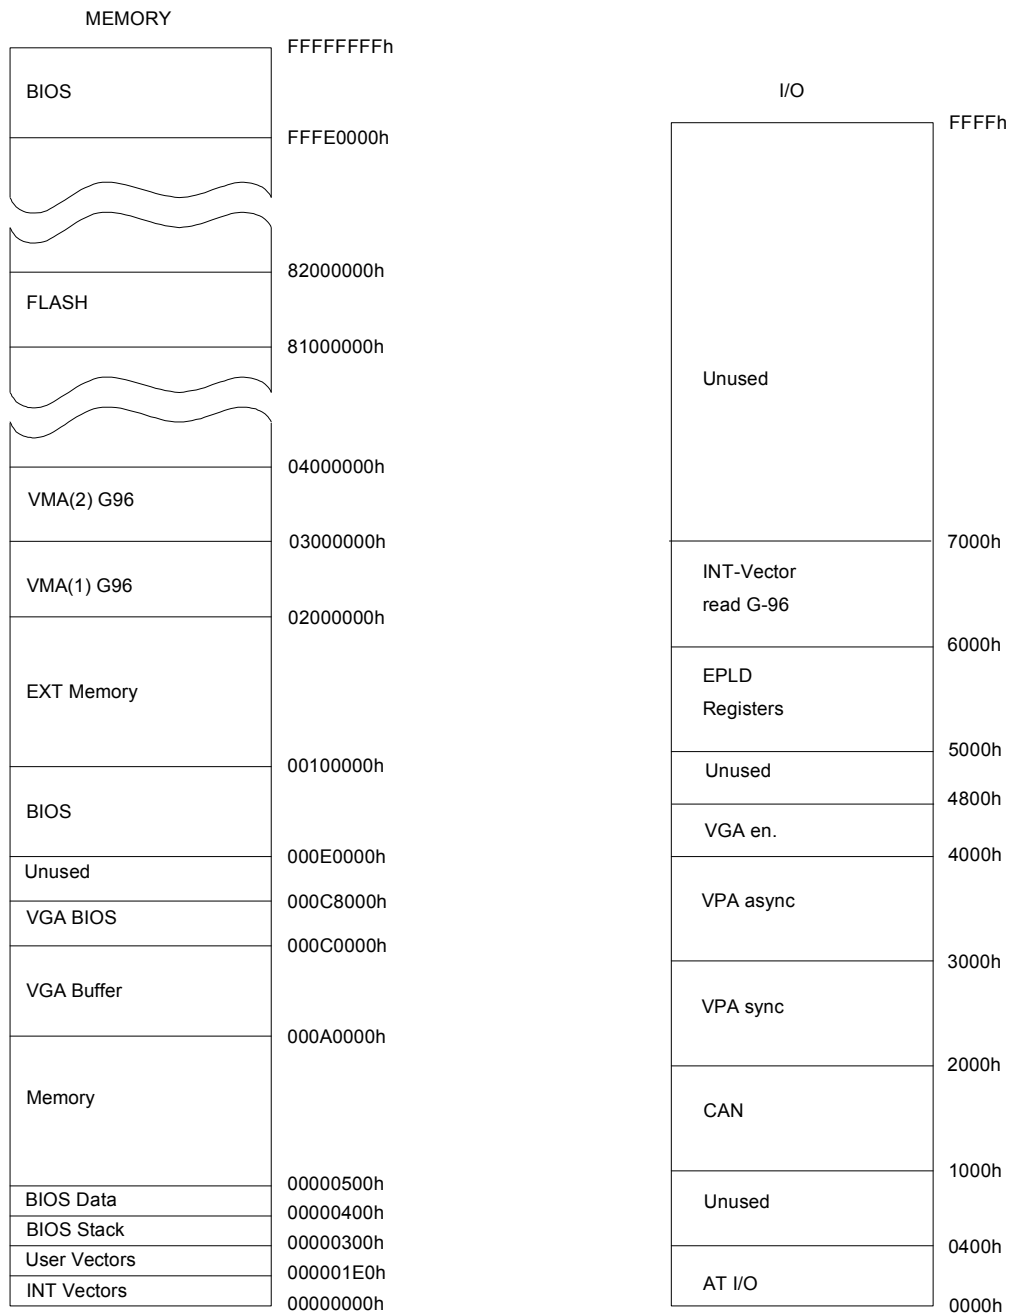 MEMORY
FFFFFFFFh
BIOS
FFFE0000h
82000000h
FLASH
81000000h
04000000h
VMA(2) G96
03000000h
VMA(1) G96
02000000h
EXT Memory
00100000h
BIOS
000E0000h
Unused
000C8000h
VGA BIOS
000C0000h
VGA Buffer
000A0000h
Memory
00000500h
BIOS Data
00000400h
BIOS Stack
00000300h
User Vectors
000001E0h
INT Vectors
00000000h
I/O
FFFFh
Unused
7000h
INT-Vector
read G-96
6000h
EPLD
Registers
5000h
Unused
4800h
VGA en.
4000h
VPA async
3000h
VPA sync
2000h
CAN
1000h
Unused
0400h
AT I/O
0000h